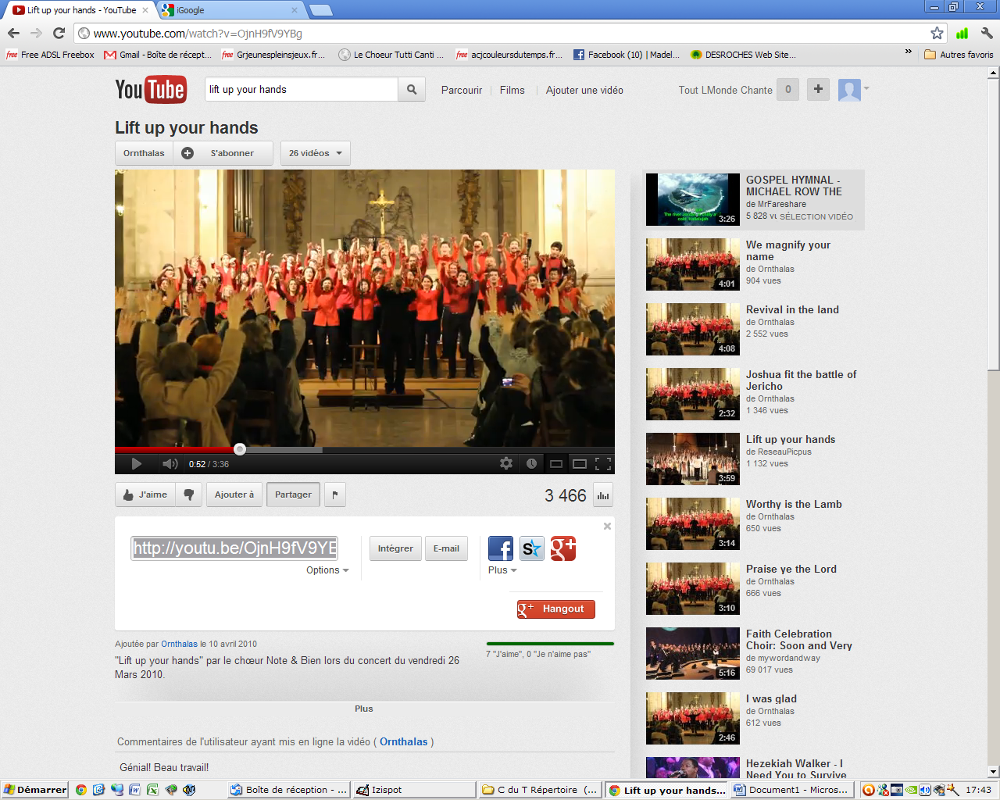 Lift up your hands - YouTube
iGoogle
www.youtube.com/watch?v=OjnH9fV9YBg
free Free ADSL Freebox
Gmail - Boîte de récept...
free Grjeunespleinsjeux.fr...
Le Choeur Tutti Canti ...
free acjcouleursdutemps.fr...
Facebook (10) | Madel...
DESROCHES Web Site...
»
Autres favoris
YouTube
lift up your hands
Parcourir
Films
Ajouter une vidéo
Tout LMonde Chante
0
+
Lift up your hands
Ornthalas
S'abonner
26 vidéos
0:52 / 3:36
J'aime
Ajouter à
Partager
3 466
http://youtu.be/OjnH9fV9YE
Options
Intégrer
E-mail
Plus
g+ Hangout
Ajoutée par Ornthalas le 10 avril 2010
7 "J'aime", 0 "Je n'aime pas"
"Lift up your hands" par le chœur Note & Bien lors du concert du vendredi 26
Mars 2010.
Plus
Commentaires de l'utilisateur ayant mis en ligne la vidéo ( Ornthalas )
Génial! Beau travail!
3:26
GOSPEL HYMNAL -
MICHAEL ROW THE
de MrFareshare
5 828 vu SÉLECTION VIDÉO
4:01
We magnify your
name
de Ornthalas
904 vues
4:08
Revival in the land
de Ornthalas
2 552 vues
2:32
Joshua fit the battle of
Jericho
de Ornthalas
1 346 vues
3:59
Lift up your hands
de ReseauPicpus
1 132 vues
3:14
Worthy is the Lamb
de Ornthalas
650 vues
3:10
Praise ye the Lord
de Ornthalas
666 vues
5:16
Faith Celebration
Choir: Soon and Very
de mywordandway
69 017 vues
2:46
I was glad
de Ornthalas
612 vues
Hezekiah Walker - I
Need You to Survive
Démarrer
Boîte de réception - ...
Izispot
C du T Répertoire (...
Lift up your hands...
Document1 - Micros...
17:43